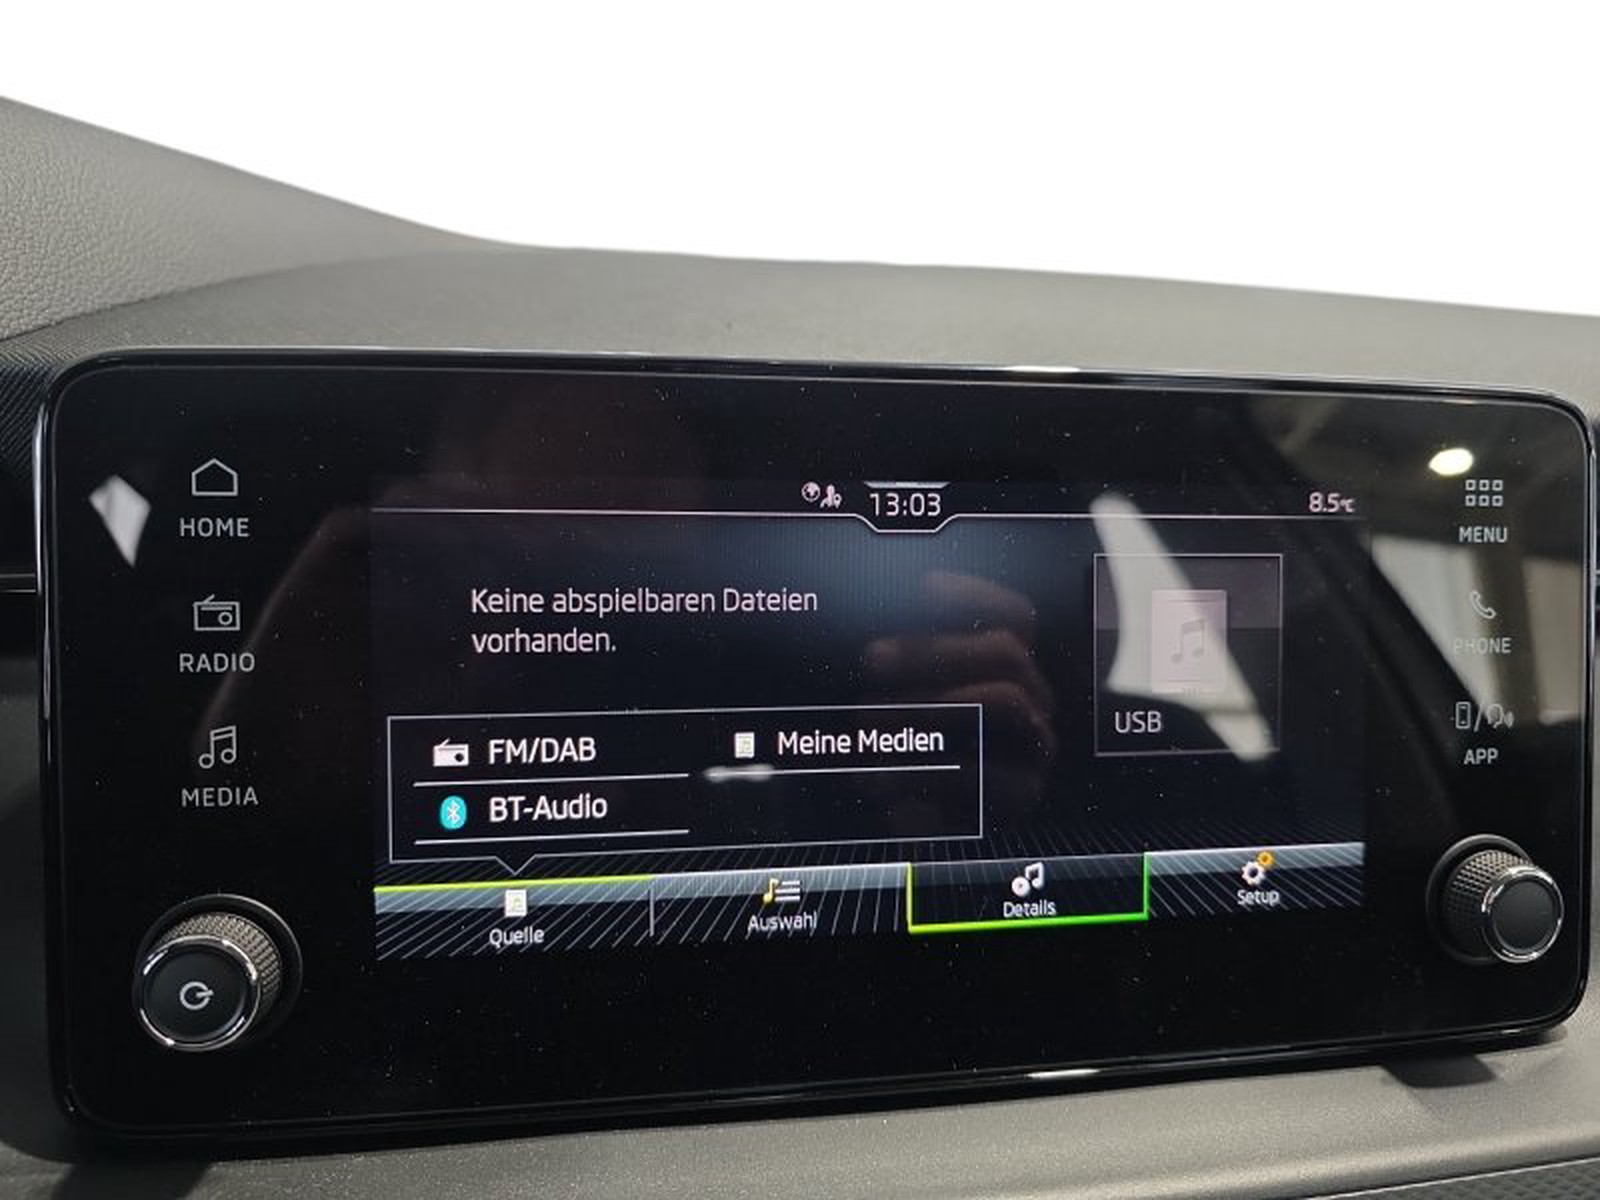 HOME
RADIO
MEDIA
13:03
8.5°C
Keine abspielbaren Dateien
vorhanden.
USB
FM/DAB
Meine Medien
BT-Audio
Quelle
Auswahl
Details
Setup
MENU
PHONE
APP